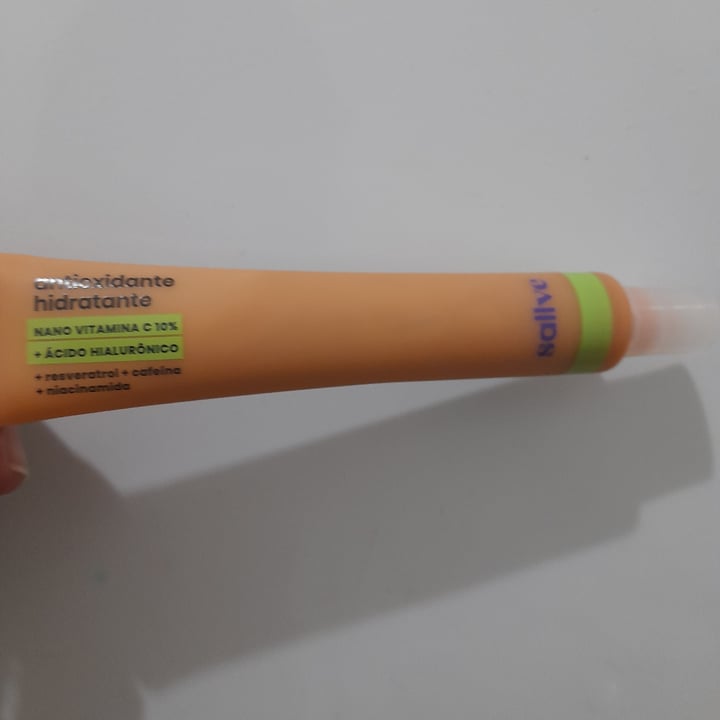 antioxidante
hidratante
NANO VITAMINA C 10%
+ ÁCIDO HIALURÔNICO
+ resveratrol + cafeína
+ niacinamida
sallve